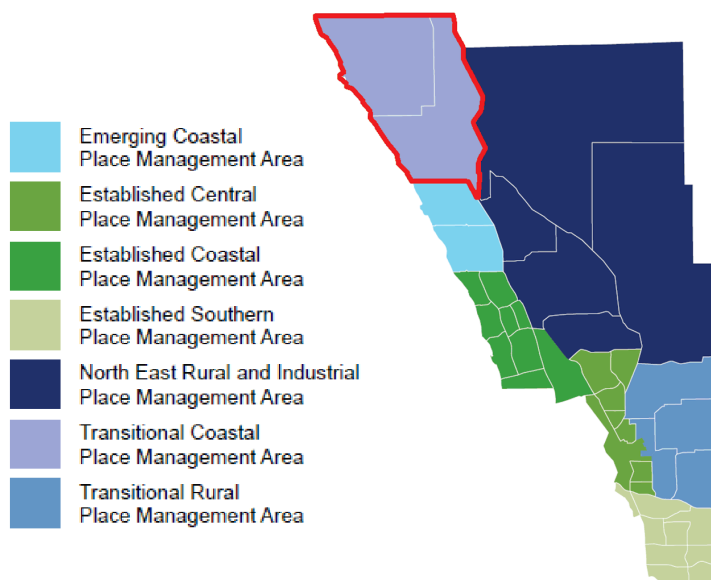 Emerging Coastal
Place Management Area
Established Central
Place Management Area
Established Coastal
Place Management Area
Established Southern
Place Management Area
North East Rural and Industrial
Place Management Area
Transitional Coastal
Place Management Area
Transitional Rural
Place Management Area